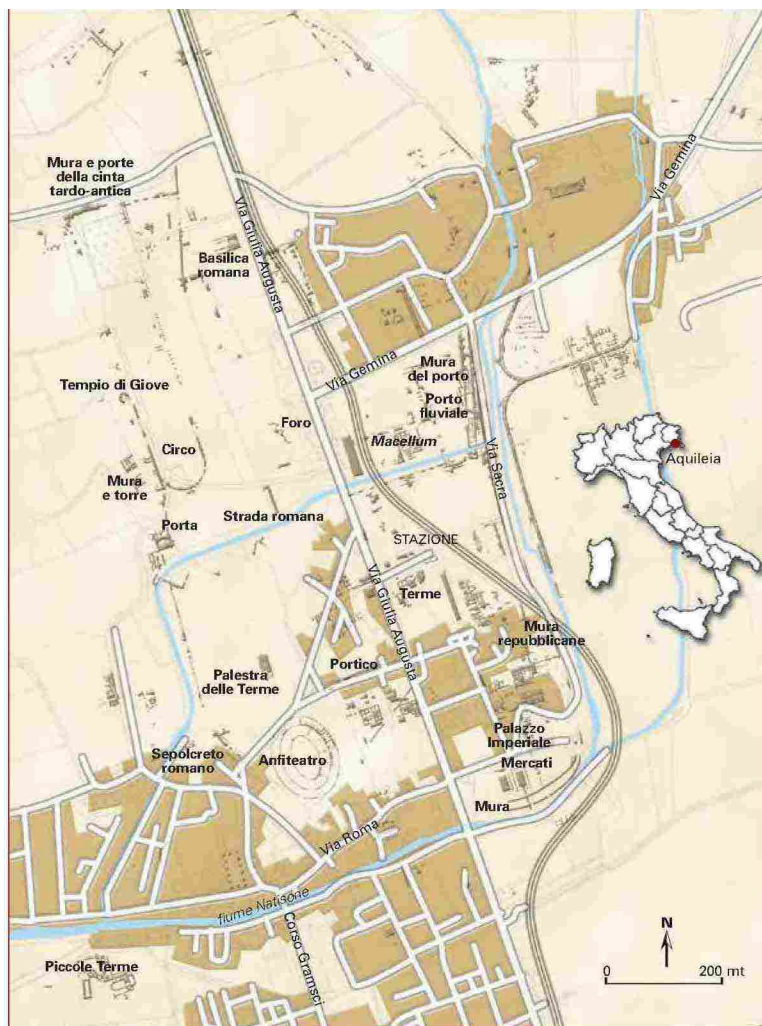 Mura e porte
della cinta
tardo-antica
Via Giulia Augusta
Via Gemina
Basilica
romana
Via Gemina
Mura
del porto
Porto
fluviale
Tempio di Giove
Foro
Macellum
Circo
Via Sacra
Aquileia
Mura
e torre
Strada romana
Porta
STAZIONE
Terme
Via Giulia Augusta
Mura
repubblicane
Portico
Palestra
delle Terme
Palazzo
Imperiale
Sepolcreto
romano
Anfiteatro
Mercati
Mura
Via Roma
fiume Natisone
Corso Gramsci
Piccole Terme
N
0 200 mt